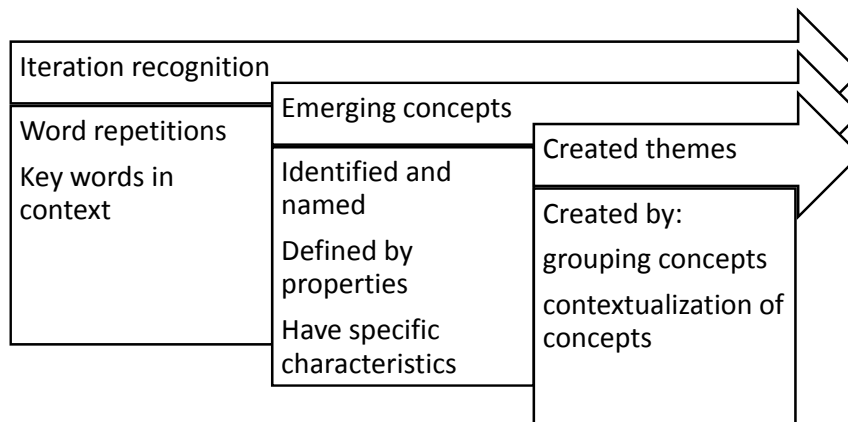 Iteration recognition
Word repetitions
Key words in
context
Emerging concepts
Identified and
named
Defined by
properties
Have specific
characteristics
Created themes
Created by:
grouping concepts
contextualization of
concepts